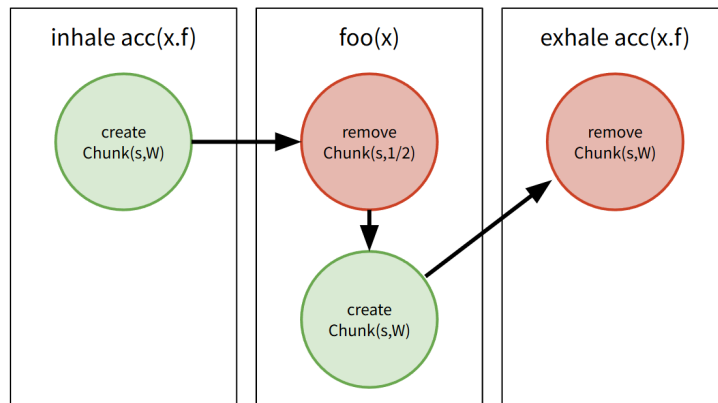 inhale acc(x.f)
create
Chunk(s,W)
foo(x)
remove
Chunk(s,1/2)
create
Chunk(s,W)
exhale acc(x.f)
remove
Chunk(s,W)